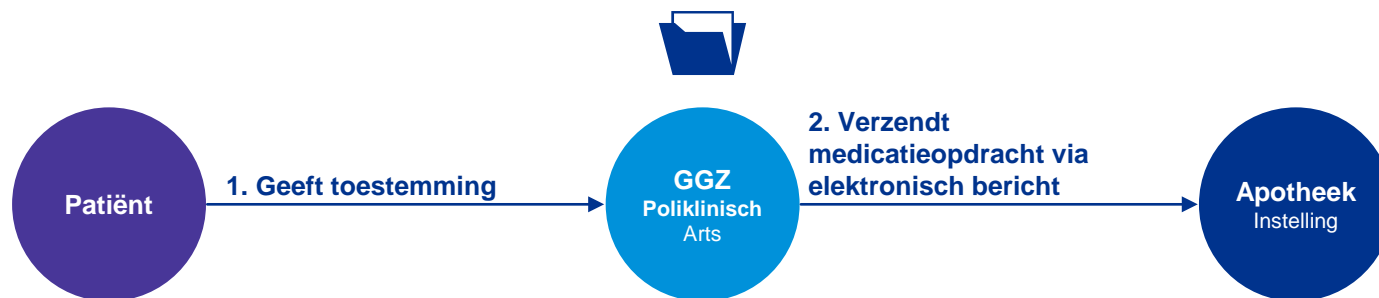 Patiënt
1. Geeft toestemming
GGZ
Poliklinisch
Arts
2. Verzendt
medicatieopdracht via
elektronisch bericht
Apotheek
Instelling